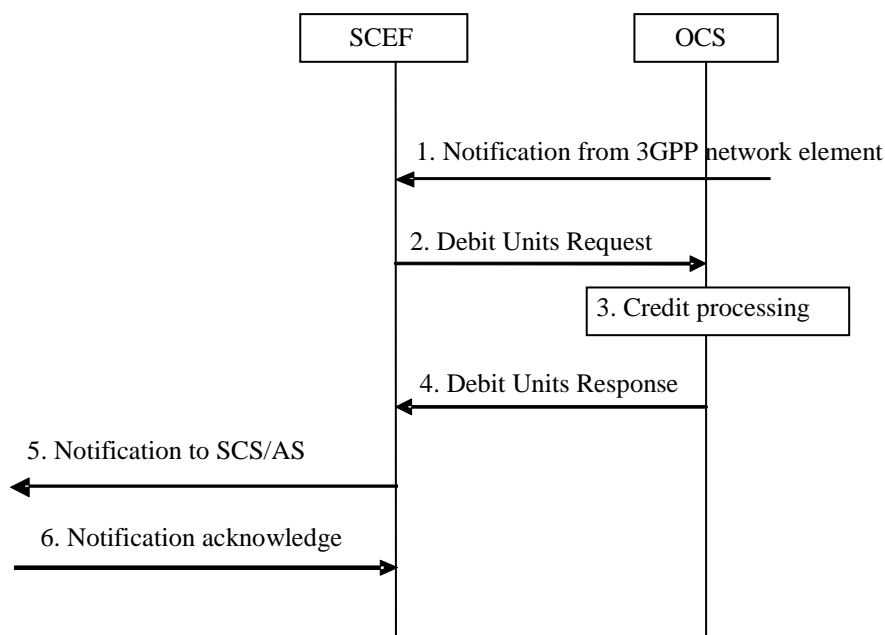 SCEF
OCS
1. Notification from 3GPP network element
2. Debit Units Request
3. Credit processing
4. Debit Units Response
5. Notification to SCS/AS
6. Notification acknowledge